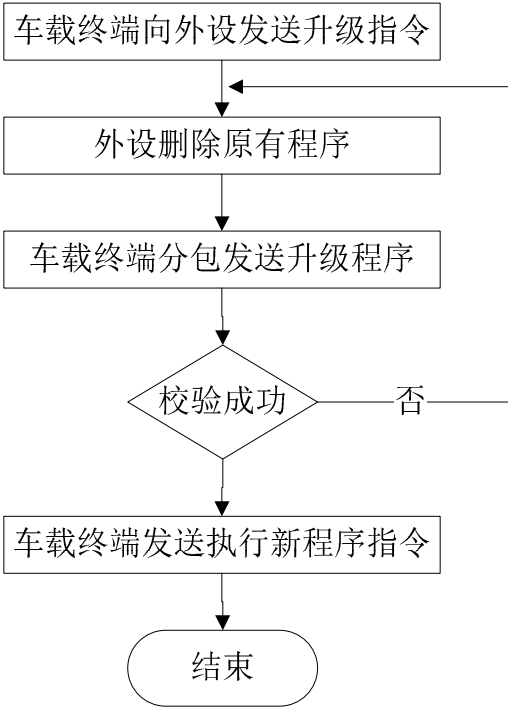 车载终端向外设发送升级指令
外设删除原有程序
车载终端分包发送升级程序
校验成功
否
车载终端发送执行新程序指令
结束